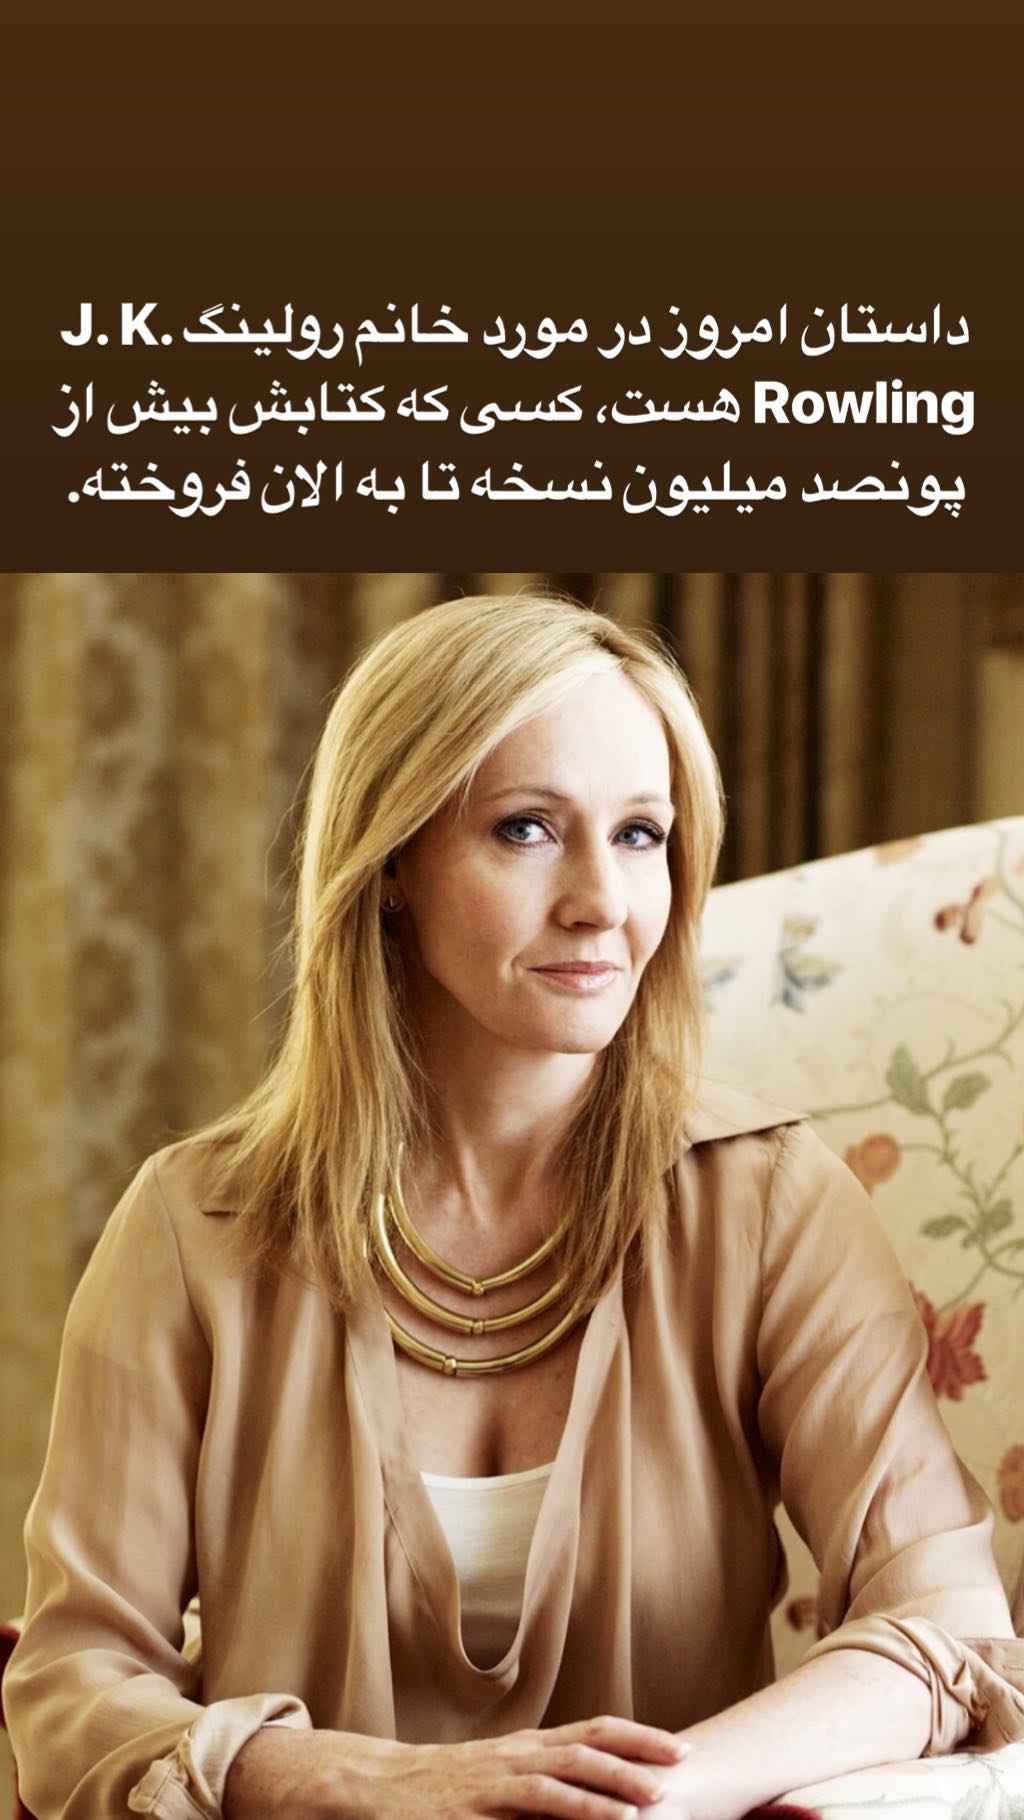 داستان امروز در مورد خانم رولینگ J. K.
Rowling هست، کسی که کتابش بیش از
پونصد میلیون نسخه تا به الان فروخته.